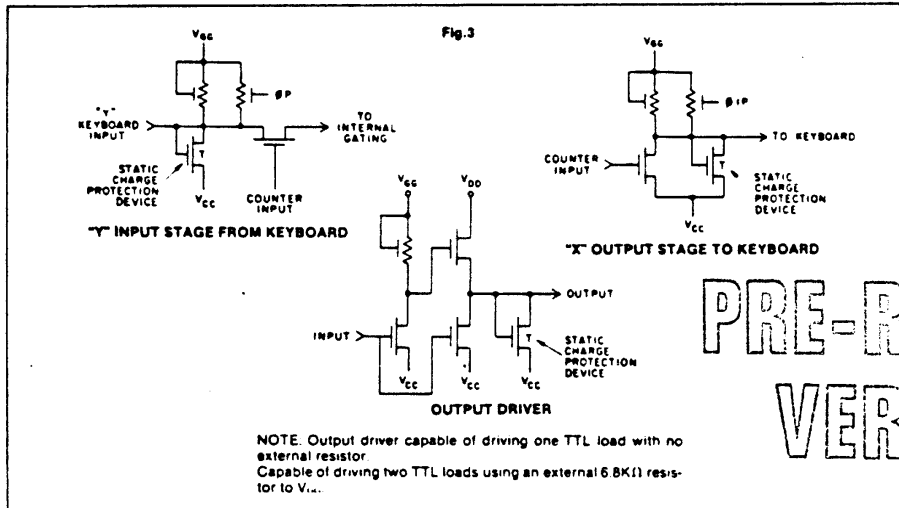 Fig.3
VGG
ØP
"Y"
KEYBOARD
INPUT
TO
INTERNAL
GATING
T
STATIC
CHARGE
PROTECTION
DEVICE
VCC
COUNTER
INPUT
"Y" INPUT STAGE FROM KEYBOARD
VGG
Ø1P
TO KEYBOARD
COUNTER
INPUT
T
STATIC
CHARGE
PROTECTION
DEVICE
VCC
"X" OUTPUT STAGE TO KEYBOARD
VGG
VDD
OUTPUT
INPUT
T
STATIC
CHARGE
PROTECTION
DEVICE
VCC
VCC
VCC
OUTPUT DRIVER
NOTE. Output driver capable of driving one TTL load with no
external resistor.
Capable of driving two TTL loads using an external 6.8KΩ resis-
tor to
PRE-R
VER